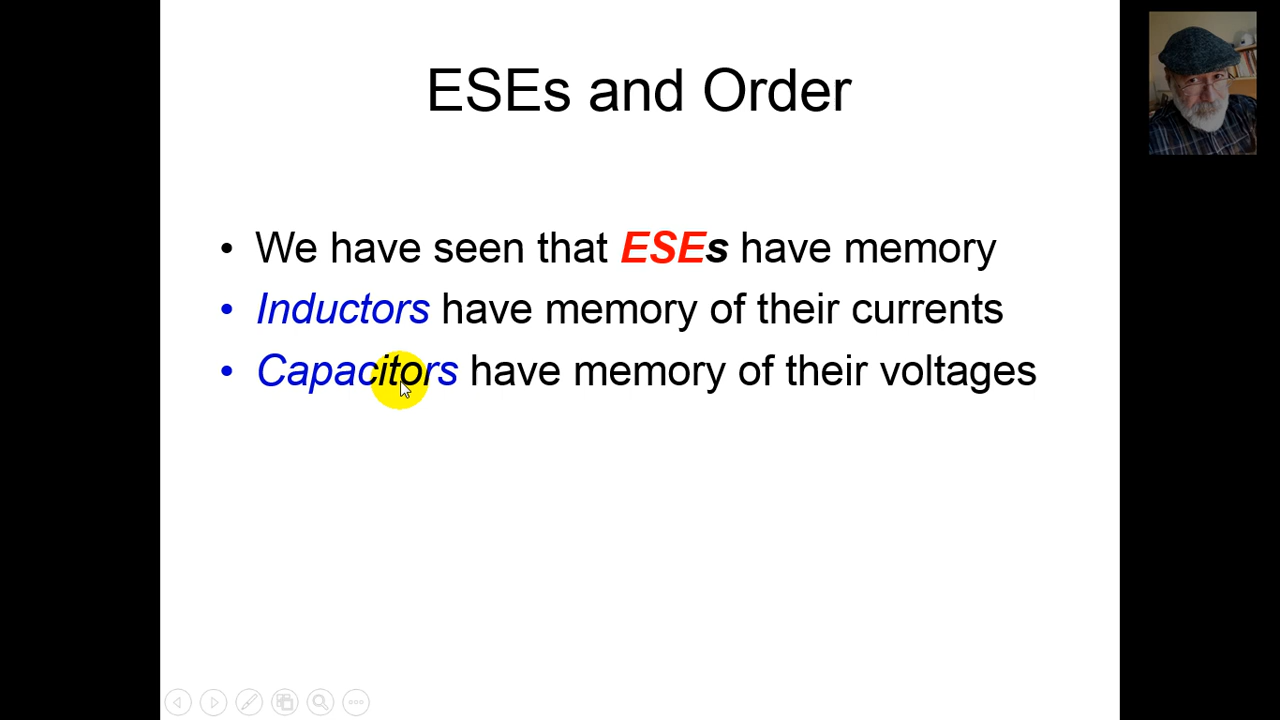 ESEs and Order
• We have seen that ESEs have memory
• Inductors have memory of their currents
• Capacitors have memory of their voltages